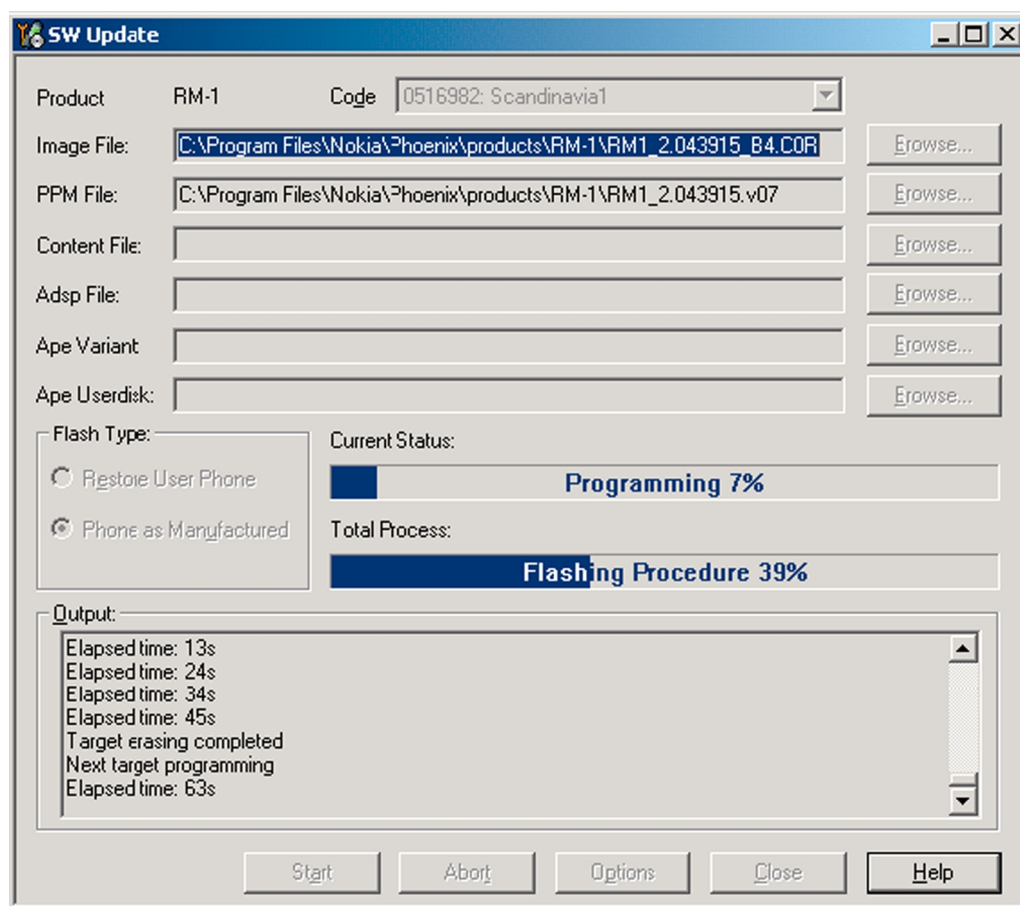 SW Update
Product RM-1 Code 0516982: Scandinavia1
Image File: C:\Program Files\Nokia\Phoenix\products\RM-1\RM1_2.043915_B4.C0R Browse...
PPM File: C:\Program Files\Nokia\Phoenix\products\RM-1\RM1_2.043915.v07 Browse...
Content File: Browse...
Adsp File: Browse...
Ape Variant Browse...
Ape Userdisk: Browse...
Flash Type:
Restore User Phone
Phone as Manufactured
Current Status:
Programming 7%
Total Process:
Flashing Procedure 39%
Output:
Elapsed time: 13s
Elapsed time: 24s
Elapsed time: 34s
Elapsed time: 45s
Target erasing completed
Next target programming
Elapsed time: 63s
Start Abort Options Close Help